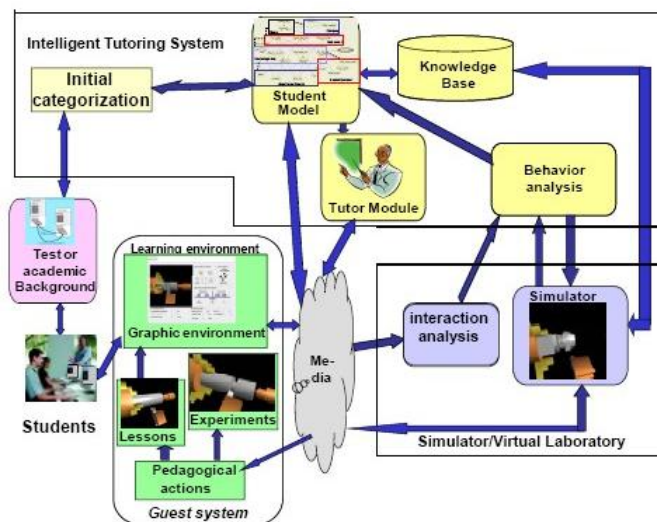 Intelligent Tutoring System
Initial
categorization
Student
Model
Knowledge
Base
Tutor Module
Behavior
analysis
Test or
academic
Background
Learning environment
Graphic environment
Students
Lessons
Experiments
Pedagogical
actions
Guest system
Me-
dia
interaction
analysis
Simulator
Simulator/Virtual Laboratory